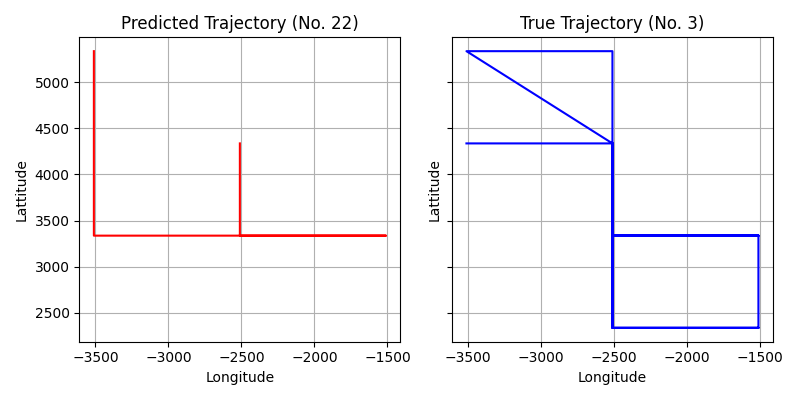 Predicted Trajectory (No. 22)
Lattitude
5000
4500
4000
3500
3000
2500
−3500 −3000 −2500 −2000 −1500
Longitude
True Trajectory (No. 3)
Lattitude
−3500 −3000 −2500 −2000 −1500
Longitude